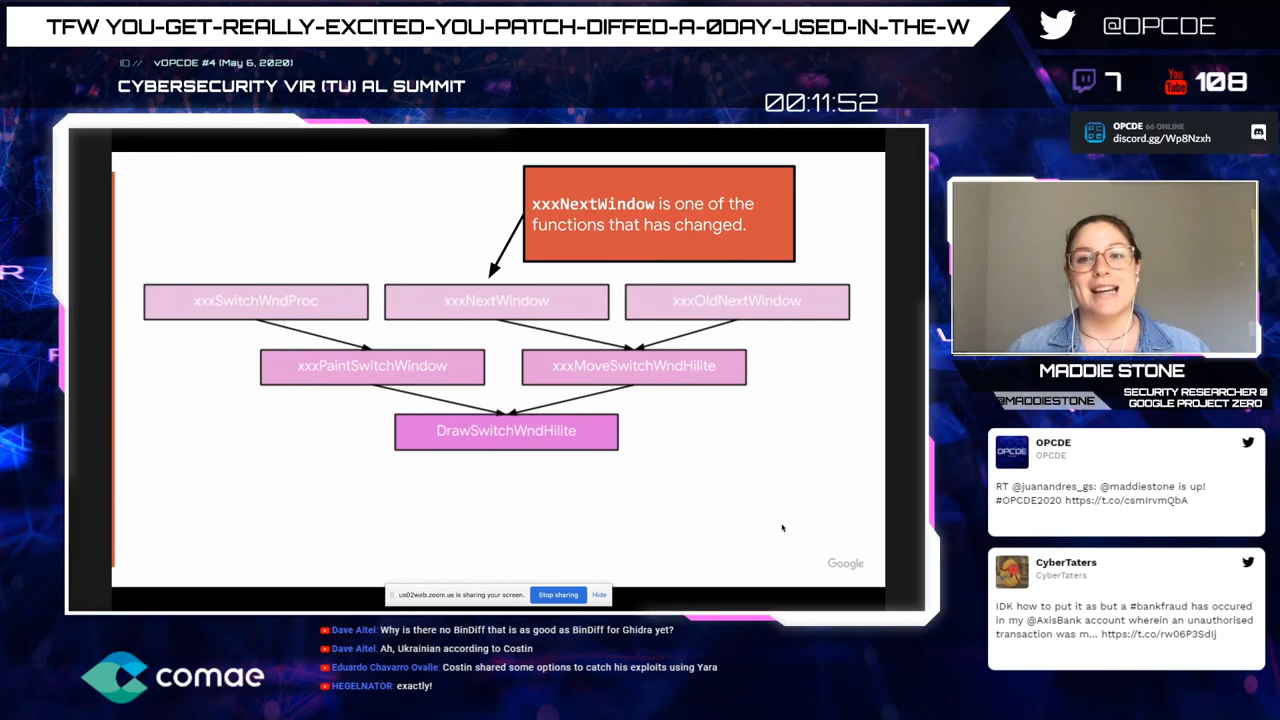 TFW YOU-GET-REALLY-EXCITED-YOU-PATCH-DIFFED-A-0DAY-USED-IN-THE-W
@OPCDE
ID // vOPCDE #4 (May 6, 2020)
CYBERSECURITY VIR (TU) AL SUMMIT
00:11:52
7
You
Tube
108
OPCDE 66 ONLINE
discord.gg/Wp8Nzxh
xxxNextWindow is one of the
functions that has changed.
xxxSwitchWndProc
xxxNextWindow
xxxOldNextWindow
xxxPaintSwitchWindow
xxxMoveSwitchWndHilite
DrawSwitchWndHilite
Google
us02web.zoom.us is sharing your screen.
Stop sharing
Hide
MADDIE STONE
@MADDIESTONE
SECURITY RESEARCHER @
GOOGLE PROJECT ZERO
OPCDE
OPCDE
RT @juanandres_gs: @maddiestone is up!
#OPCDE2020 https://t.co/csmIrvmQbA
CyberTaters
CyberTaters
IDK how to put it as but a #bankfraud has occured
in my @AxisBank account wherein an unauthorised
transaction was m... https://t.co/rw06P3SdIj
Dave Aitel: Why is there no BinDiff that is as good as BinDiff for Ghidra yet?
Dave Aitel: Ah, Ukrainian according to Costin
Eduardo Chavarro Ovalle: Costin shared some options to catch his exploits using Yara
HEGELNATOR: exactly!
comae